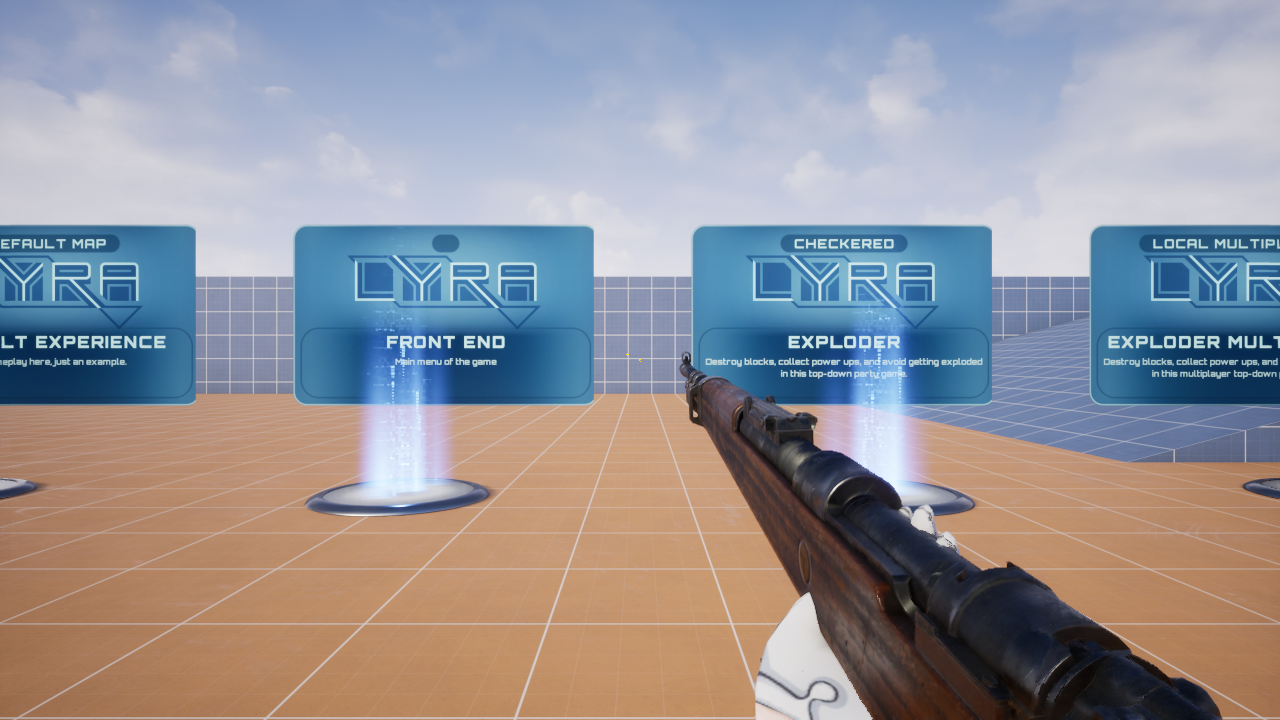 EFAULT MAP
LYRA
LT EXPERIENCE
eplay here, just an example.
LYRA
FRONT END
Main menu of the game
CHECKERED
LYRA
EXPLODER
Destroy blocks, collect power ups, and avoid getting exploded
in this top-down party game.
LOCAL MULTIPL
LYR
EXPLODER MULT
Destroy blocks, collect power ups, and
in this multiplayer top-down